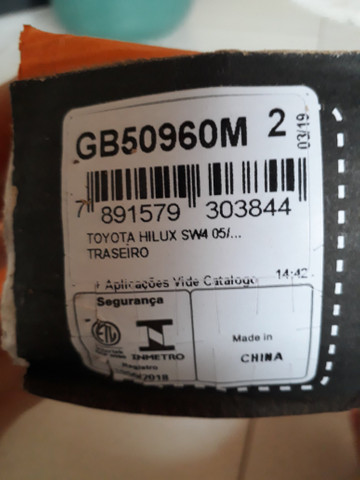 GB50960M 2
03/19
7 891579 303844
TOYOTA HILUX SW4 05/...
TRASEIRO
+ Aplicações Vide Catalogo 14:42
Segurança
INMETRO
Registro
Made in
CHINA